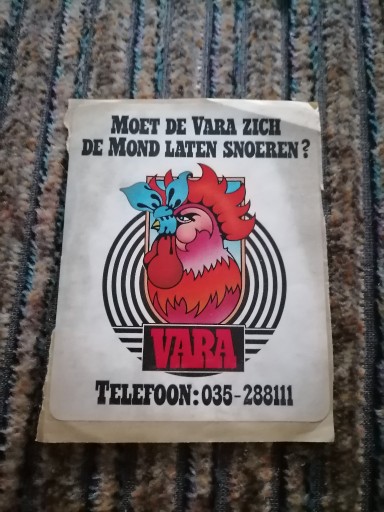 MOET DE VARA ZICH
DE MOND LATEN SNOEREN?
VARA
TELEFOON: 035-288111